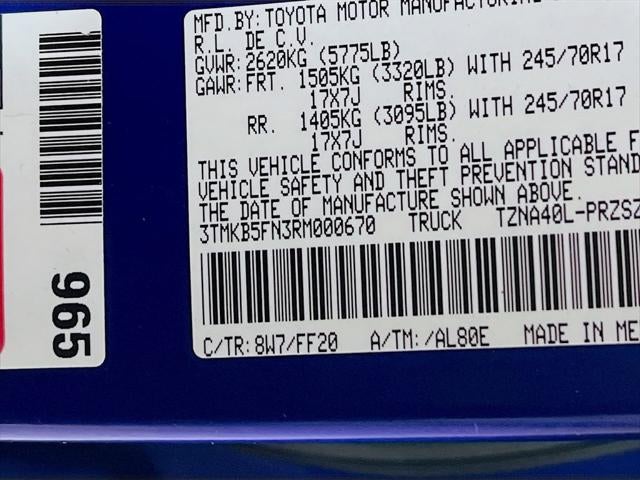 MFD.BY:TOYOTA MOTOR MANUFACTURING
R.L. DE C.V.
GVWR:2620KG (5775LB)
GAWR:FRT. 1505KG (3320LB) WITH 245/70R17
17X7J RIMS.
RR. 1405KG (3095LB) WITH 245/70R17
17X7J RIMS.
THIS VEHICLE CONFORMS TO ALL APPLICABLE F
VEHICLE SAFETY AND THEFT PREVENTION STAND
THE DATE OF MANUFACTURE SHOWN ABOVE.
3TMKB5FN3RM000670 TRUCK TZNA40L-PRZSZ
C/TR:8W7/FF20 A/TM:/AL80E MADE IN ME
965